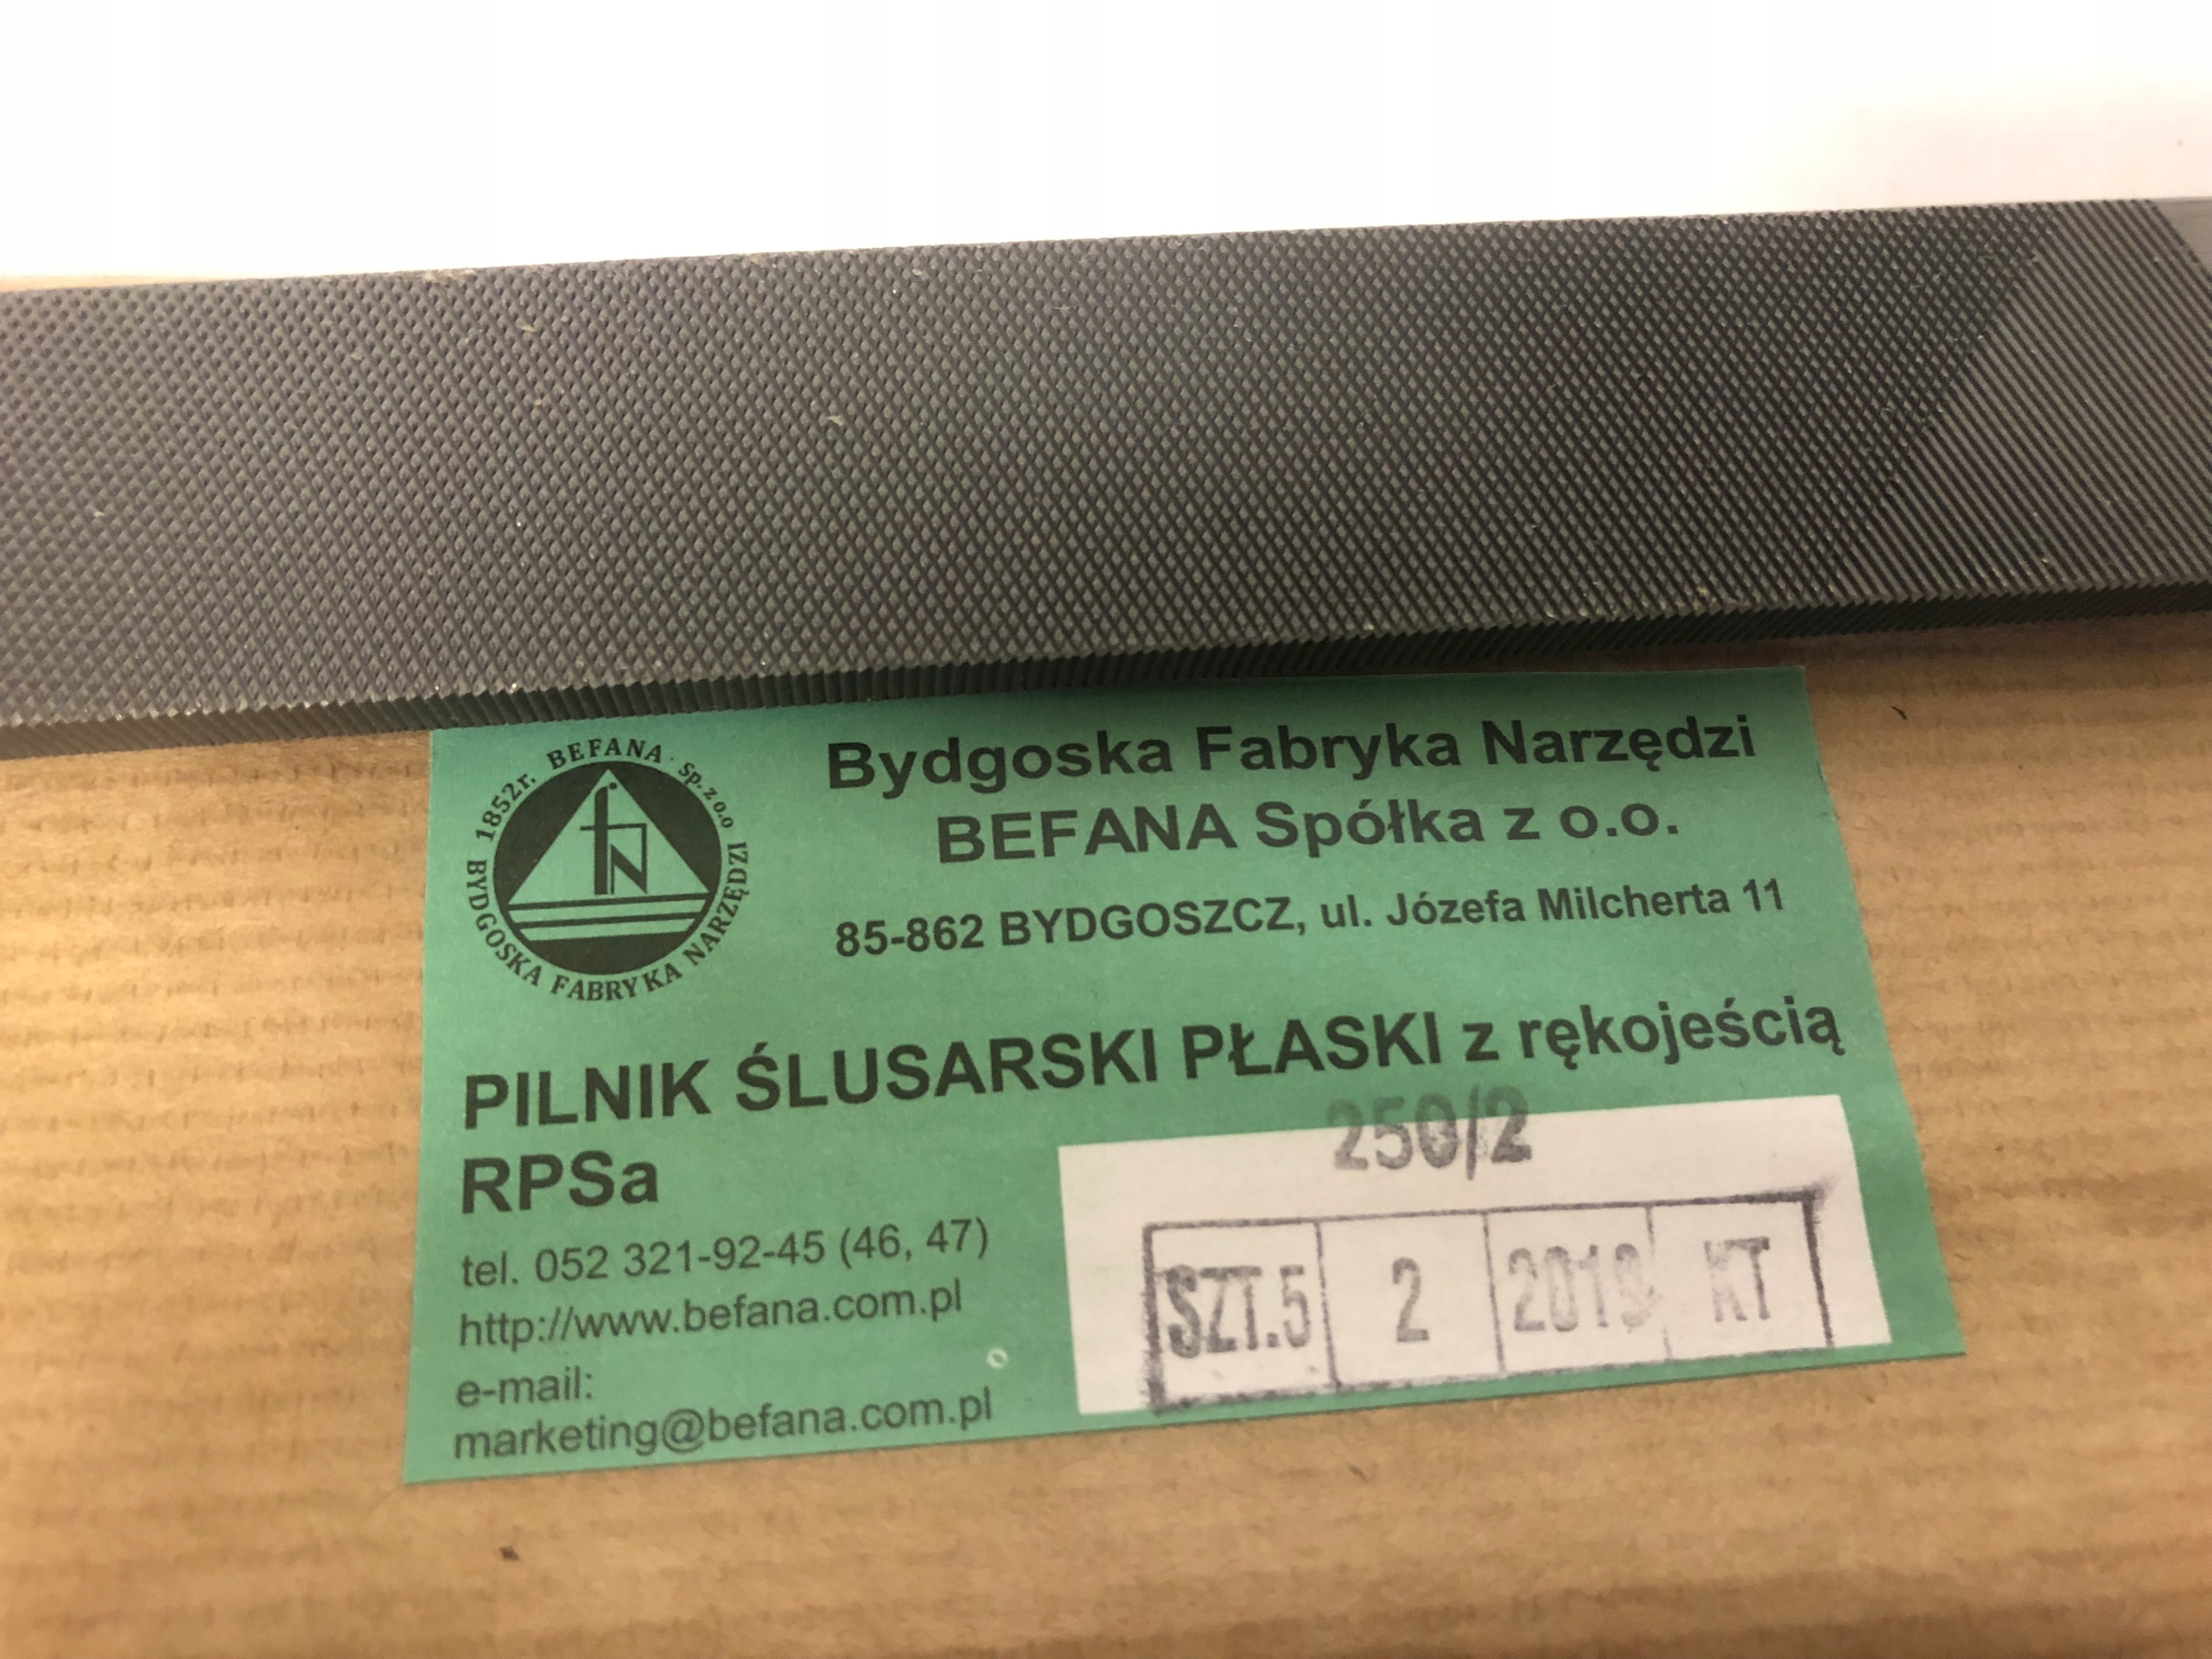 1852r. BEFANA · Sp. z o.o
BYDGOSKA FABRYKA NARZĘDZI
fN
Bydgoska Fabryka Narzędzi
BEFANA Spółka z o.o.
85-862 BYDGOSZCZ, ul. Józefa Milcherta 11
PILNIK ŚLUSARSKI PŁASKI z rękojeścią
RPSa
250/2
tel. 052 321-92-45 (46, 47)
http://www.befana.com.pl
e-mail:
marketing@befana.com.pl
SZT.5 2 2019 KT